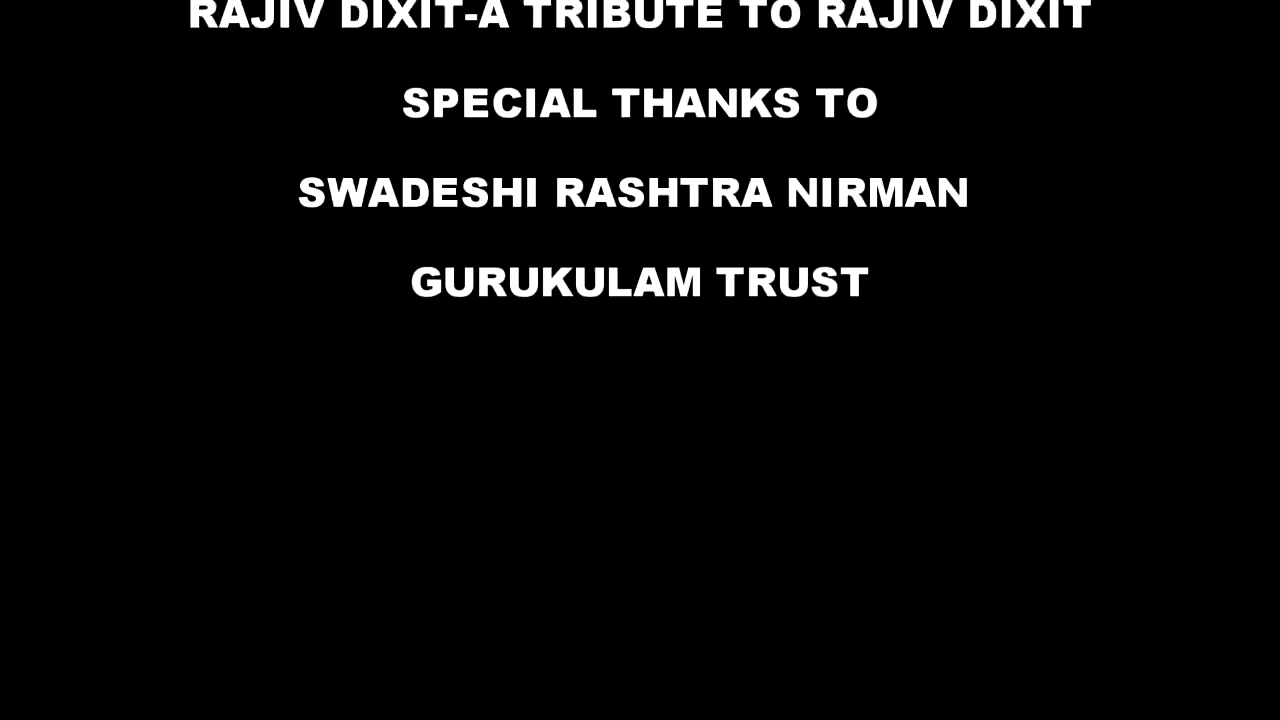 RAJIV DIXIT-A TRIBUTE TO RAJIV DIXIT
SPECIAL THANKS TO
SWADESHI RASHTRA NIRMAN
GURUKULAM TRUST